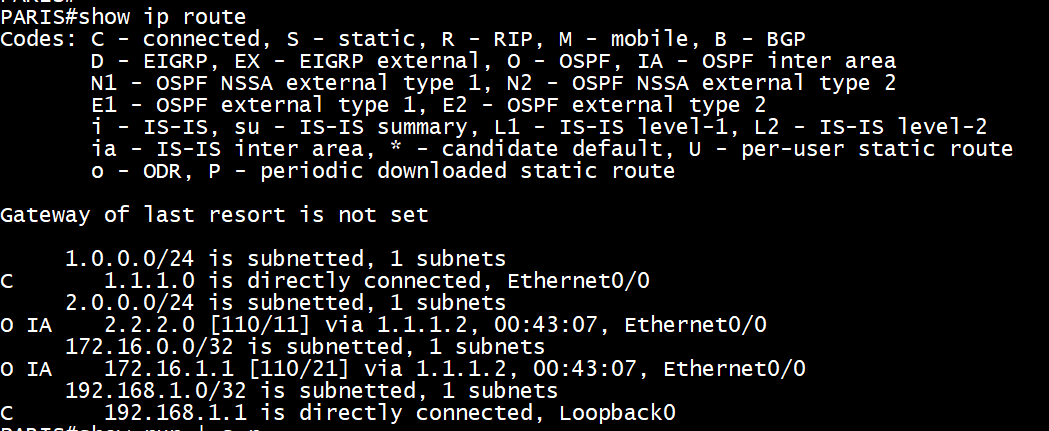 PARIS#show ip route
Codes: C - connected, S - static, R - RIP, M - mobile, B - BGP
       D - EIGRP, EX - EIGRP external, O - OSPF, IA - OSPF inter area
       N1 - OSPF NSSA external type 1, N2 - OSPF NSSA external type 2
       E1 - OSPF external type 1, E2 - OSPF external type 2
       i - IS-IS, su - IS-IS summary, L1 - IS-IS level-1, L2 - IS-IS level-2
       ia - IS-IS inter area, * - candidate default, U - per-user static route
       o - ODR, P - periodic downloaded static route
Gateway of last resort is not set
     1.0.0.0/24 is subnetted, 1 subnets
C       1.1.1.0 is directly connected, Ethernet0/0
     2.0.0.0/24 is subnetted, 1 subnets
O IA    2.2.2.0 [110/11] via 1.1.1.2, 00:43:07, Ethernet0/0
     172.16.0.0/32 is subnetted, 1 subnets
O IA    172.16.1.1 [110/21] via 1.1.1.2, 00:43:07, Ethernet0/0
     192.168.1.0/32 is subnetted, 1 subnets
C       192.168.1.1 is directly connected, Loopback0